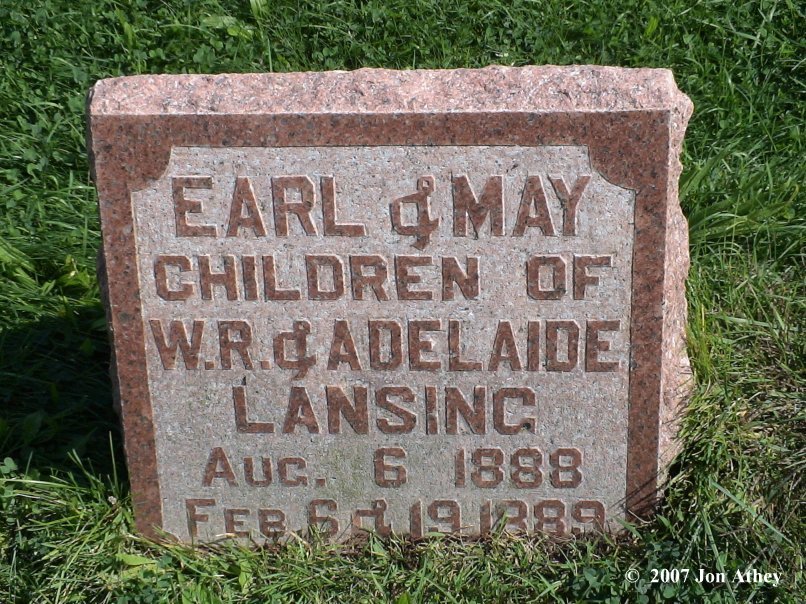 EARL & MAY
CHILDREN OF
W.R. & ADELAIDE
LANSING
AUG. 6 1888
FEB. 6 & 19 1889
© 2007 Jon Athey